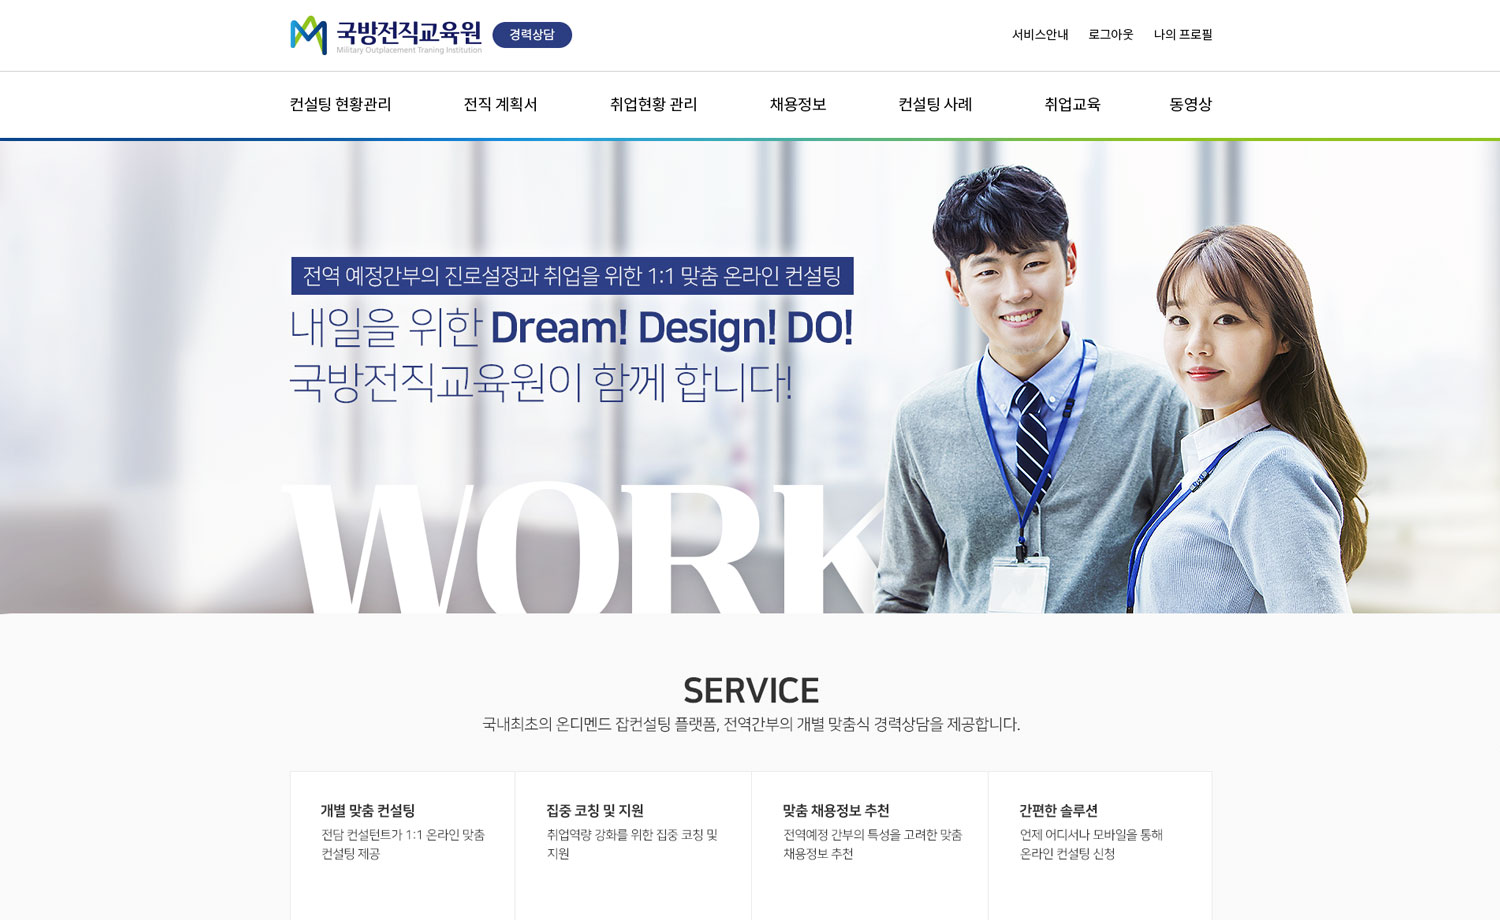 국방전직교육원
Military Outplacement Traning Institution
경력상담
서비스안내 로그아웃 나의 프로필
컨설팅 현황관리 전직 계획서 취업현황 관리 채용정보 컨설팅 사례 취업교육 동영상
전역 예정간부의 진로설정과 취업을 위한 1:1 맞춤 온라인 컨설팅
내일을 위한 Dream! Design! DO!
국방전직교육원이 함께 합니다!
WORK
SERVICE
국내최초의 온디멘드 잡컨설팅 플랫폼, 전역간부의 개별 맞춤식 경력상담을 제공합니다.
개별 맞춤 컨설팅
전담 컨설턴트가 1:1 온라인 맞춤
컨설팅 제공
집중 코칭 및 지원
취업역량 강화를 위한 집중 코칭 및
지원
맞춤 채용정보 추천
전역예정 간부의 특성을 고려한 맞춤
채용정보 추천
간편한 솔루션
언제 어디서나 모바일을 통해
온라인 컨설팅 신청